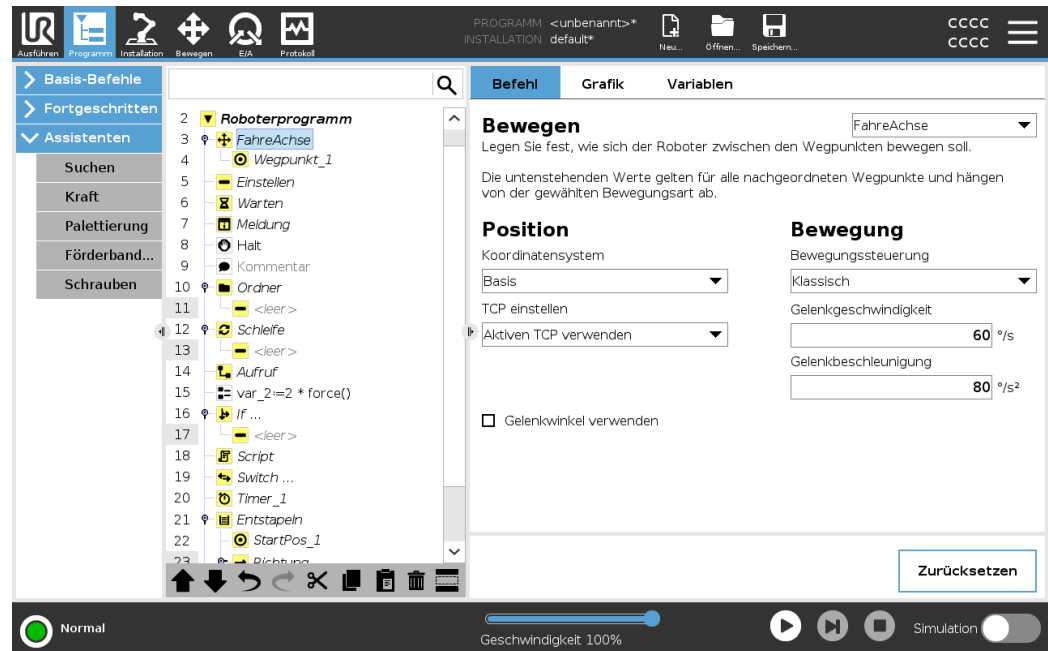 PROGRAMM <unbenannt>*
INSTALLATION default*
CCCC
CCCC
Ausführen Programm Installation Bewegen E/A Protokoll Neu... Öffnen... Speichern...
Basis-Befehle
Fortgeschritten
Assistenten
Suchen
Kraft
Palettierung
Förderband...
Schrauben
2 Roboterprogramm
3 FahreAchse
4 Wegpunkt_1
5 Einstellen
6 Warten
7 Meldung
8 Halt
9 Kommentar
10 Ordner
11 <leer>
12 Schleife
13 <leer>
14 Aufruf
15 var_2:=2 * force()
16 If ...
17 <leer>
18 Script
19 Switch ...
20 Timer_1
21 Entstapeln
22 StartPos_1
23 Richtung
Befehl Grafik Variablen
Bewegen FahreAchse
Legen Sie fest, wie sich der Roboter zwischen den Wegpunkten bewegen soll.
Die untenstehenden Werte gelten für alle nachgeordneten Wegpunkte und hängen
von der gewählten Bewegungsart ab.
Position
Koordinatensystem
Basis
TCP einstellen
Aktiven TCP verwenden
Gelenkwinkel verwenden
Bewegung
Bewegungssteuerung
Klassisch
Gelenkgeschwindigkeit
60 °/s
Gelenkbeschleunigung
80 °/s²
Zurücksetzen
Normal
Geschwindigkeit 100%
Simulation